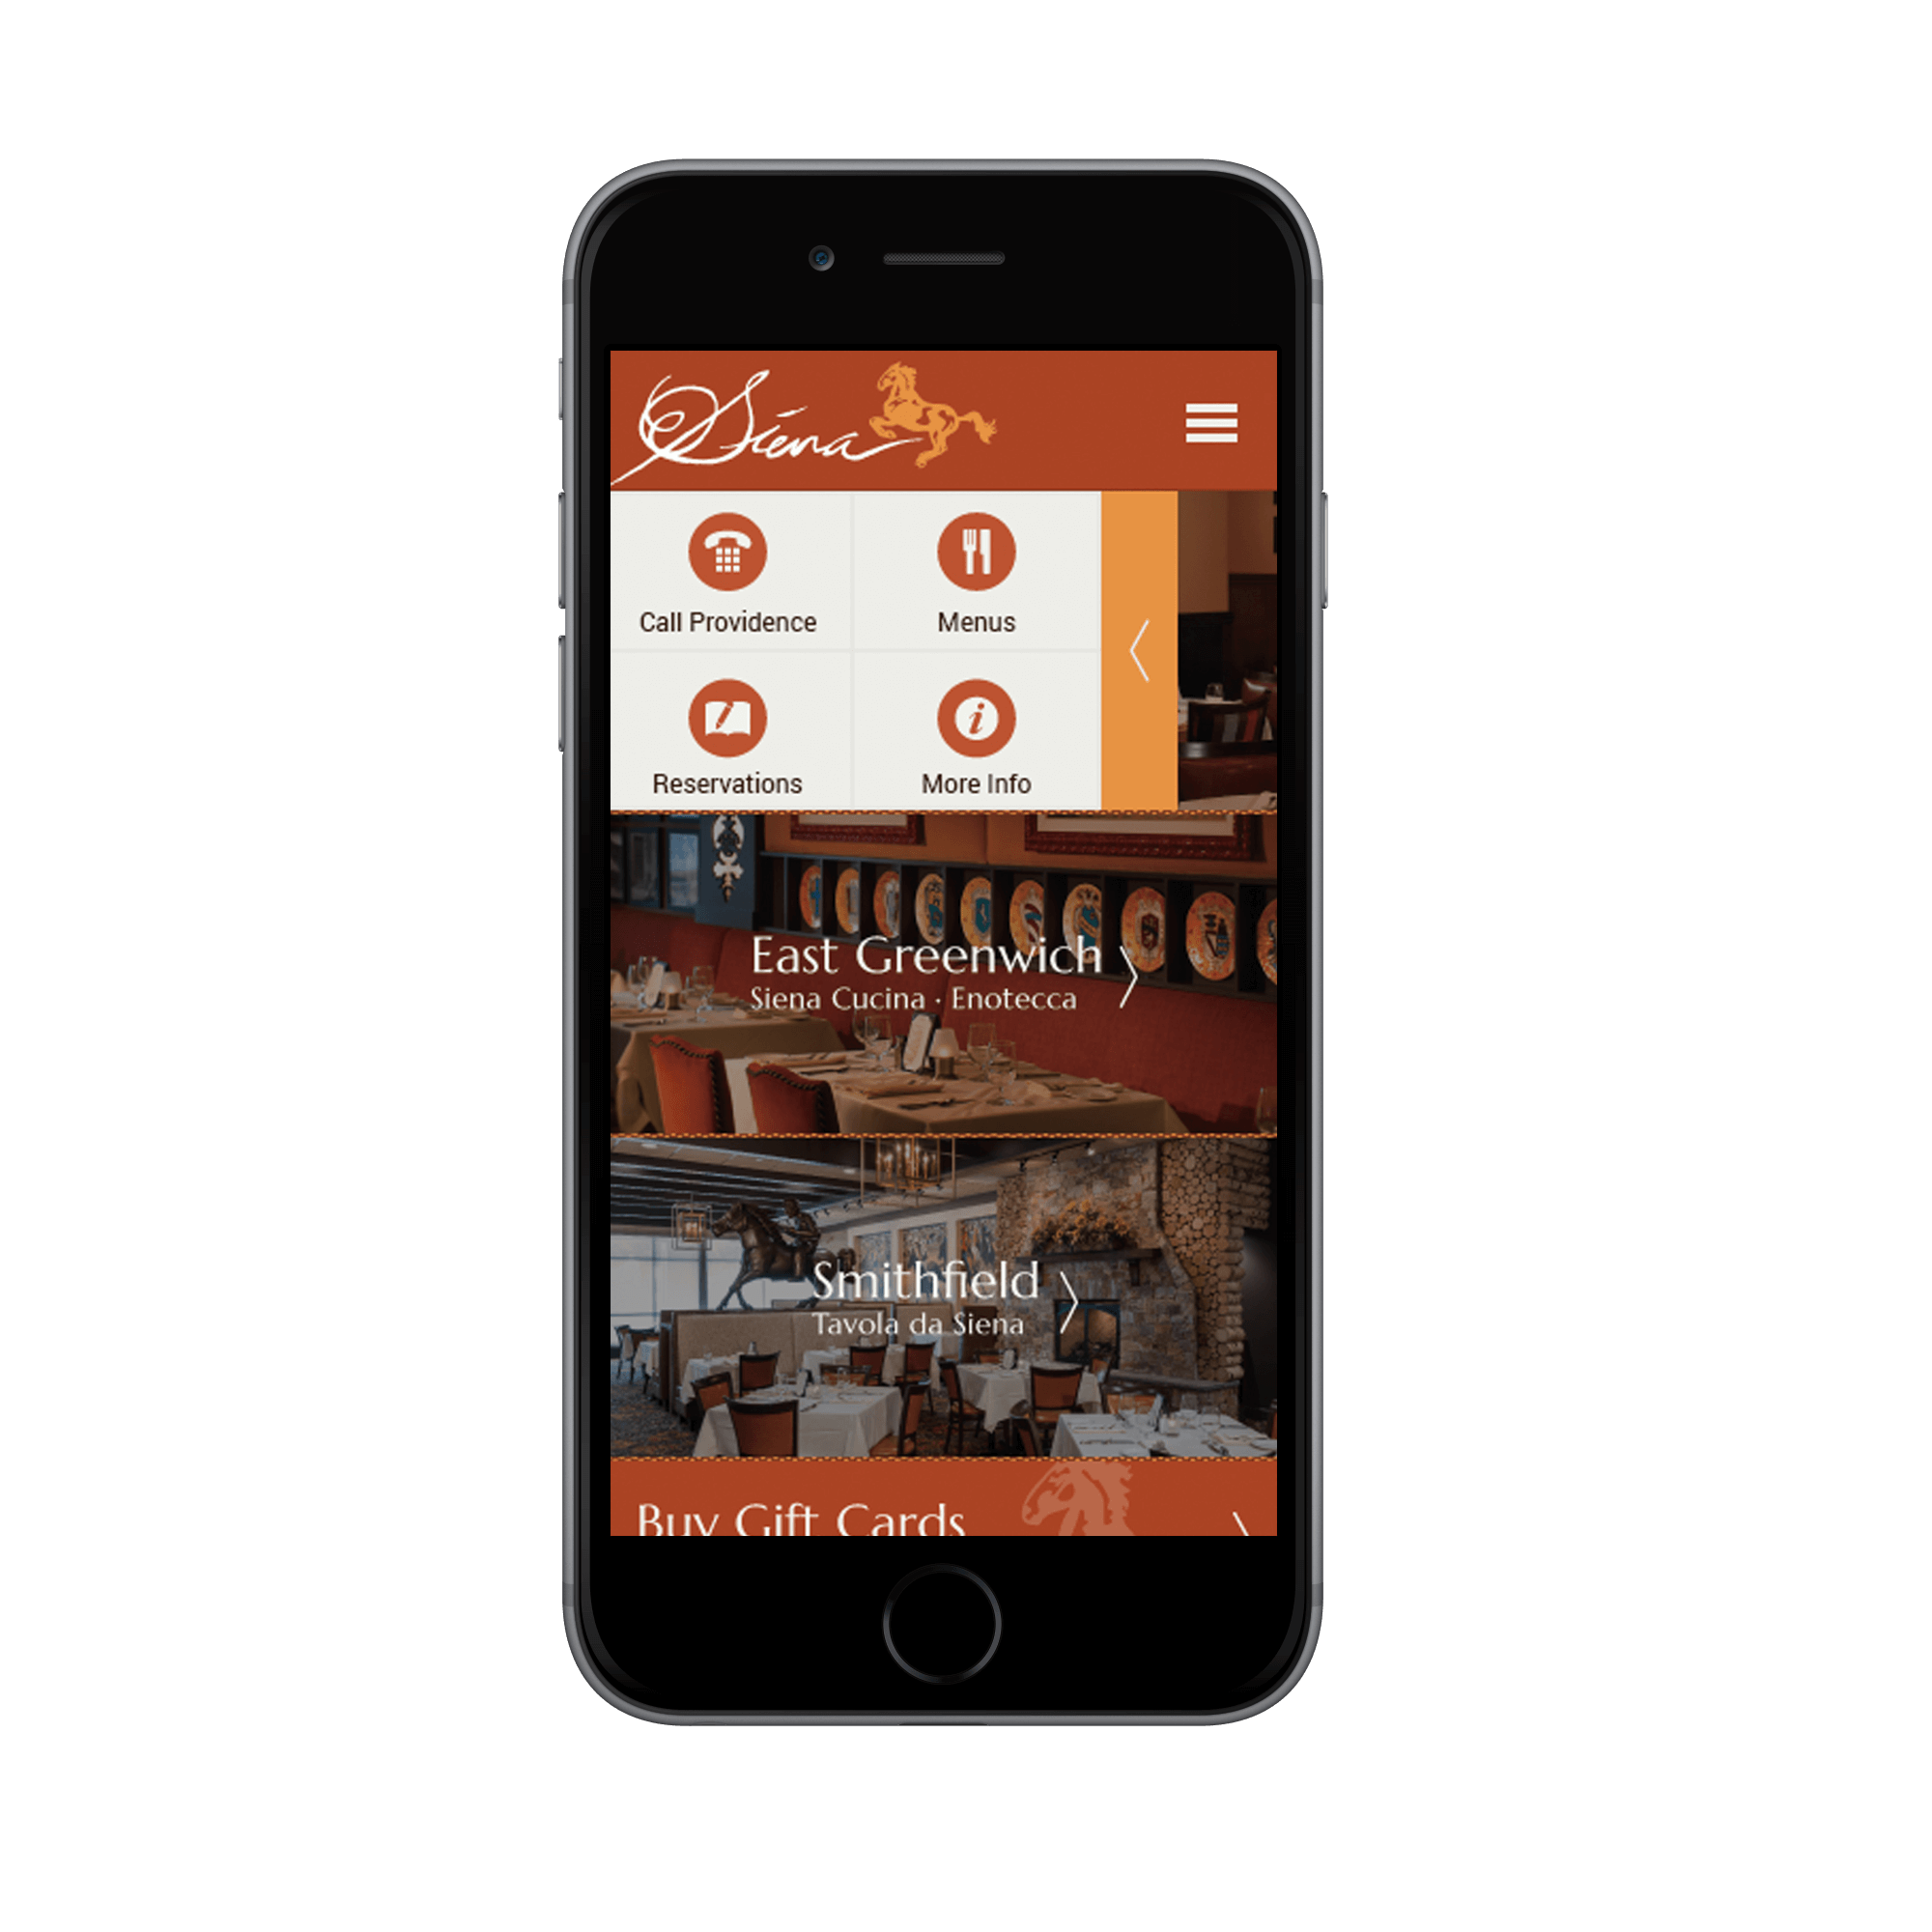 Siena
Call Providence
Menus
Reservations
More Info
East Greenwich
Siena Cucina · Enotecca
Smithfield
Tavola da Siena
Buy Gift Cards